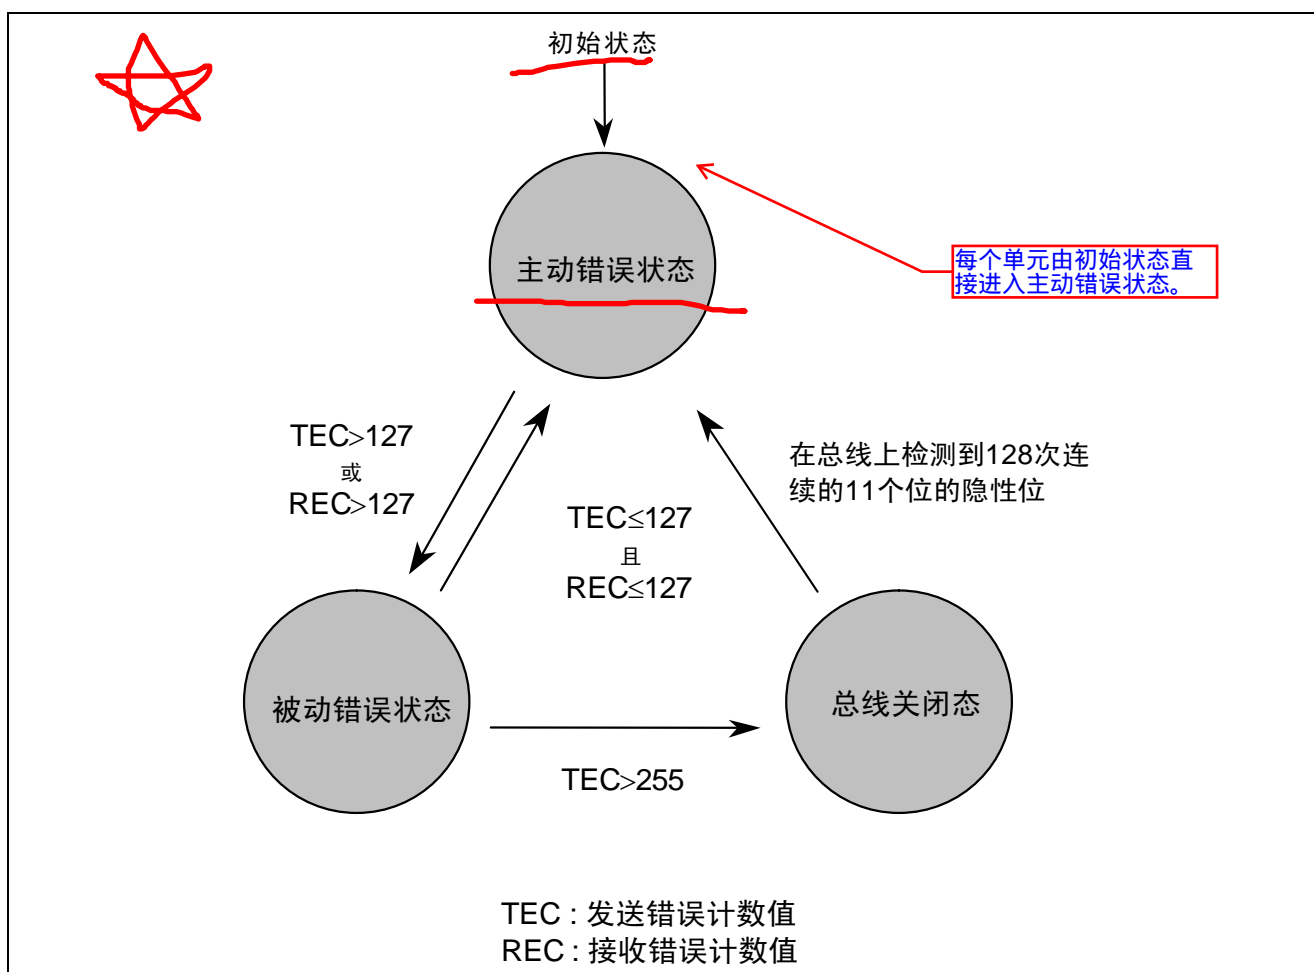 初始状态
主动错误状态
每个单元由初始状态直
接进入主动错误状态。
TEC>127
或
REC>127
TEC≤127
且
REC≤127
在总线上检测到128次连
续的11个位的隐性位
被动错误状态
总线关闭态
TEC>255
TEC : 发送错误计数值
REC : 接收错误计数值